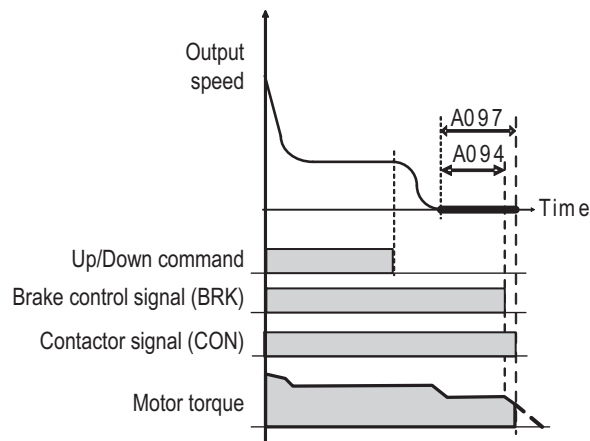 Output
speed
A097
A094
Time
Up/Down command
Brake control signal (BRK)
Contactor signal (CON)
Motor torque